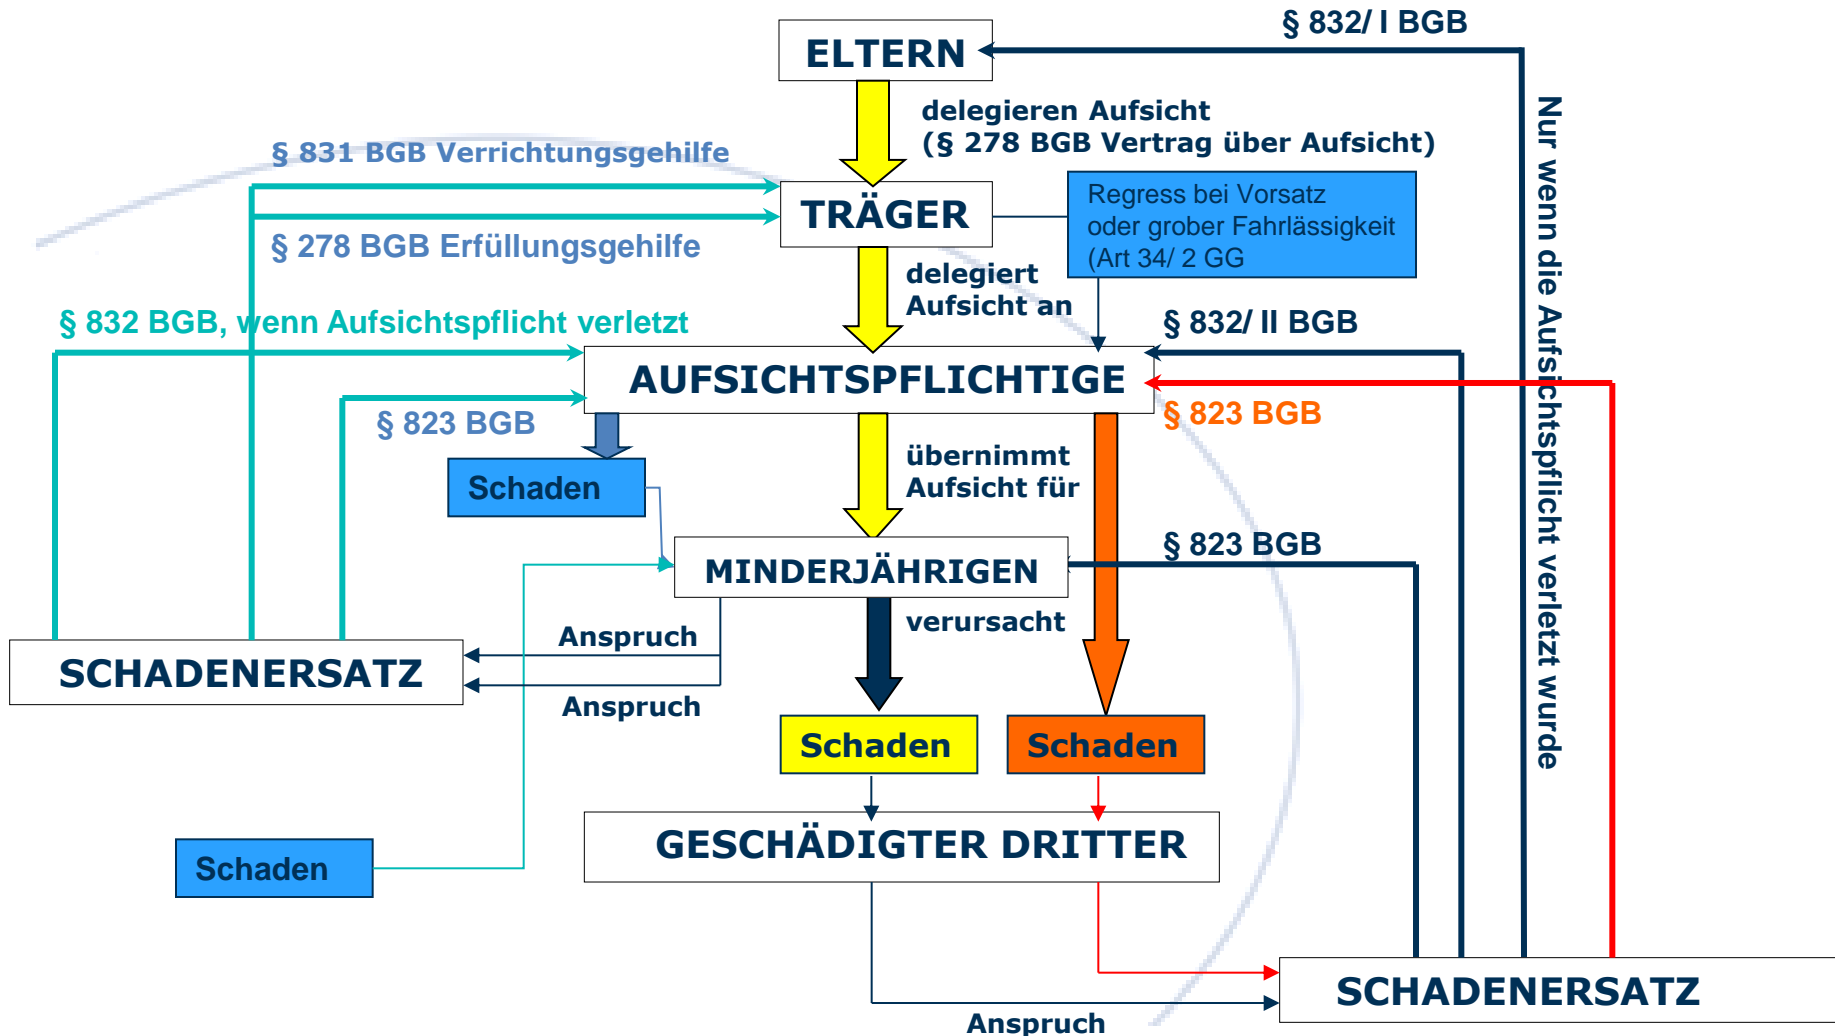 § 832/ I BGB
ELTERN
delegieren Aufsicht
(§ 278 BGB Vertrag über Aufsicht)
Nur wenn die Aufsichtspflicht verletzt wurde
§ 831 BGB Verrichtungsgehilfe
TRÄGER
Regress bei Vorsatz
oder grober Fahrlässigkeit
(Art 34/ 2 GG
§ 278 BGB Erfüllungsgehilfe
delegiert
Aufsicht an
§ 832 BGB, wenn Aufsichtspflicht verletzt
§ 832/ II BGB
AUFSICHTSPFLICHTIGE
§ 823 BGB
§ 823 BGB
übernimmt
Aufsicht für
Schaden
§ 823 BGB
MINDERJÄHRIGEN
verursacht
Anspruch
SCHADENERSATZ
Anspruch
Schaden
Schaden
GESCHÄDIGTER DRITTER
Schaden
SCHADENERSATZ
Anspruch